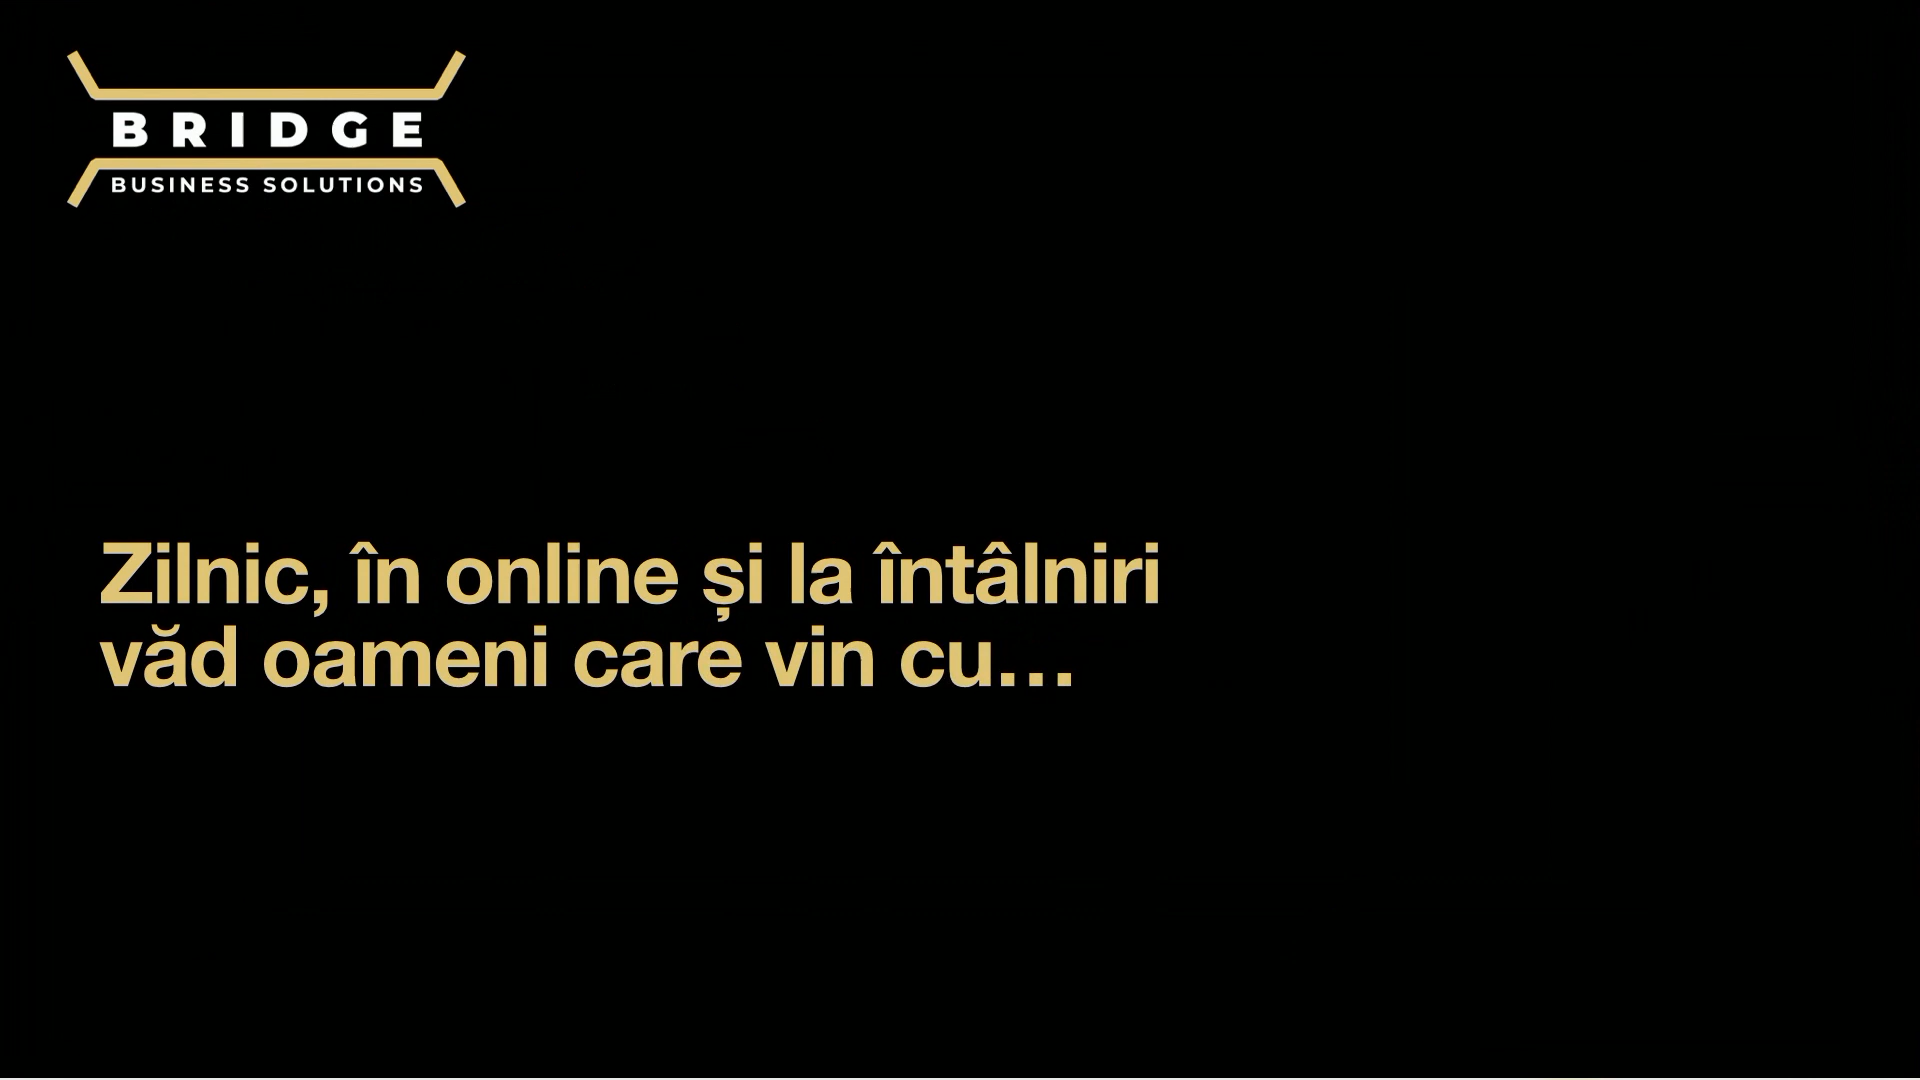 BRIDGE
BUSINESS SOLUTIONS
Zilnic, în online și la întâlniri
văd oameni care vin cu…